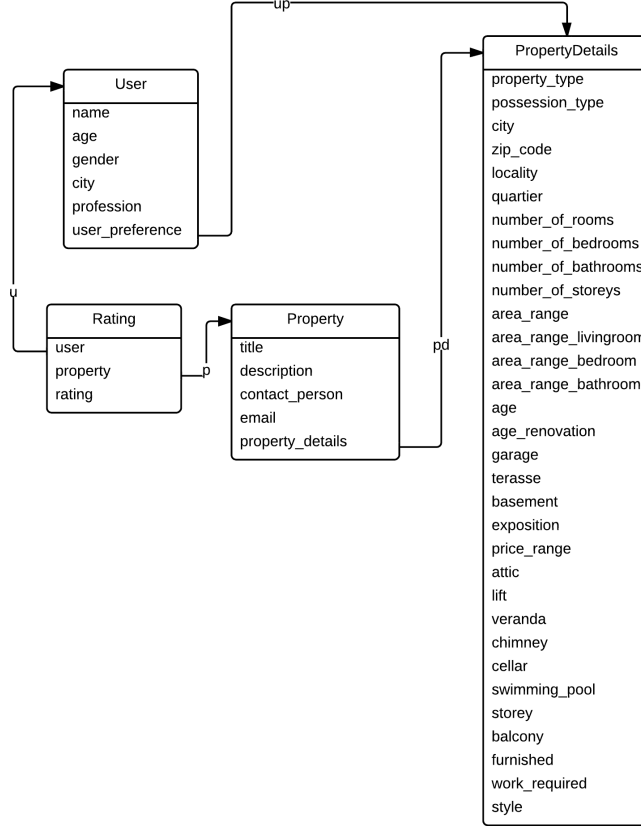 up
PropertyDetails
property_type
possession_type
city
zip_code
locality
quartier
number_of_rooms
number_of_bedrooms
number_of_bathrooms
number_of_storeys
area_range
area_range_livingroom
area_range_bedroom
area_range_bathroom
age
age_renovation
garage
terasse
basement
exposition
price_range
attic
lift
veranda
chimney
cellar
swimming_pool
storey
balcony
furnished
work_required
style
User
name
age
gender
city
profession
user_preference
u
Rating
user
property
rating
p
Property
title
description
contact_person
email
property_details
pd